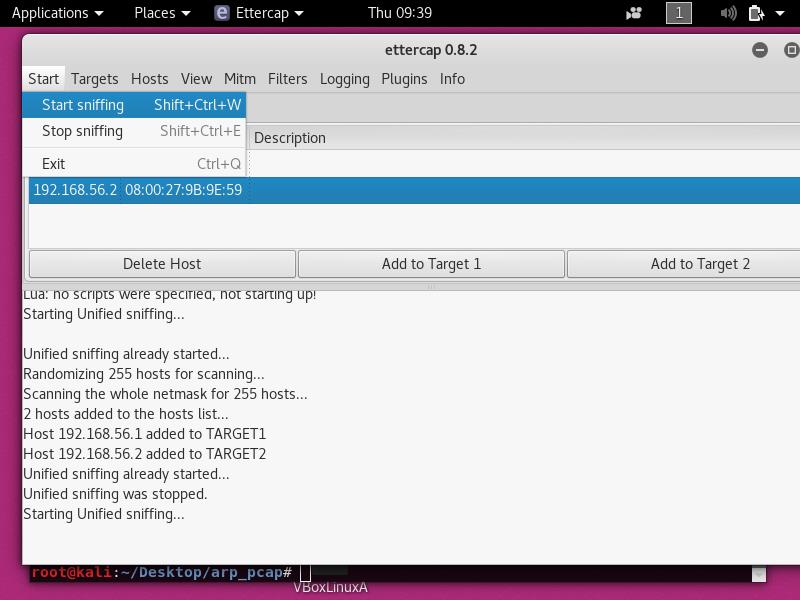 Applications Places Ettercap Thu 09:39 1
ettercap 0.8.2
Start Targets Hosts View Mitm Filters Logging Plugins Info
Start sniffing Shift+Ctrl+W
Stop sniffing Shift+Ctrl+E
Description
Exit Ctrl+Q
192.168.56.2 08:00:27:9B:9E:59
Delete Host Add to Target 1 Add to Target 2
Lua: no scripts were specified, not starting up!
Starting Unified sniffing...
Unified sniffing already started...
Randomizing 255 hosts for scanning...
Scanning the whole netmask for 255 hosts...
2 hosts added to the hosts list...
Host 192.168.56.1 added to TARGET1
Host 192.168.56.2 added to TARGET2
Unified sniffing already started...
Unified sniffing was stopped.
Starting Unified sniffing...
root@kali:~/Desktop/arp_pcap#
VBoxLinuxA